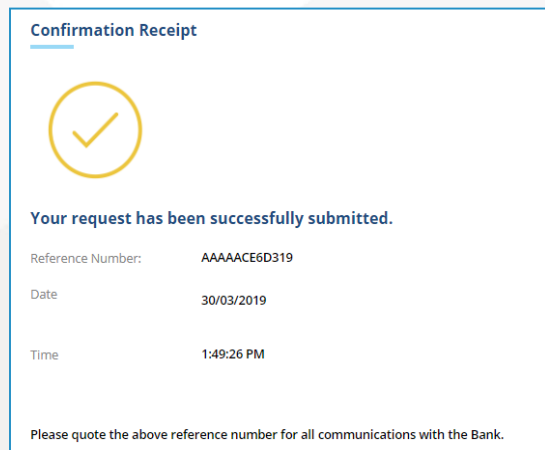 Confirmation Receipt
Your request has been successfully submitted.
Reference Number: AAAAACE6D319
Date 30/03/2019
Time 1:49:26 PM
Please quote the above reference number for all communications with the Bank.